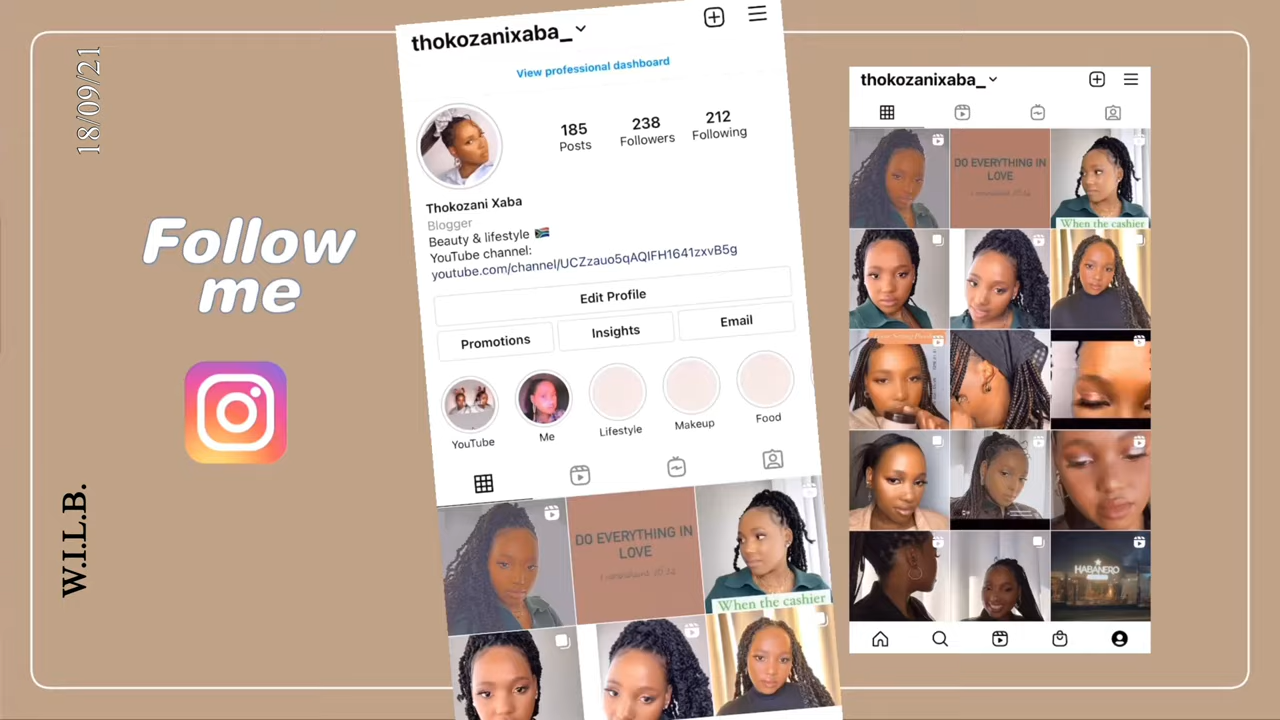 18/09/21
Follow
me
W.I.L.B.
thokozanixaba_
View professional dashboard
185
Posts
238
Followers
212
Following
Thokozani Xaba
Blogger
Beauty & lifestyle 🇿🇦
YouTube channel:
youtube.com/channel/UCZzauo5qAQIFH1641zxvB5g
Edit Profile
Promotions
Insights
Email
YouTube
Me
Lifestyle
Makeup
Food
DO EVERYTHING IN
LOVE
When the cashier
thokozanixaba_
DO EVERYTHING IN
LOVE
When the cashier
HABANERO